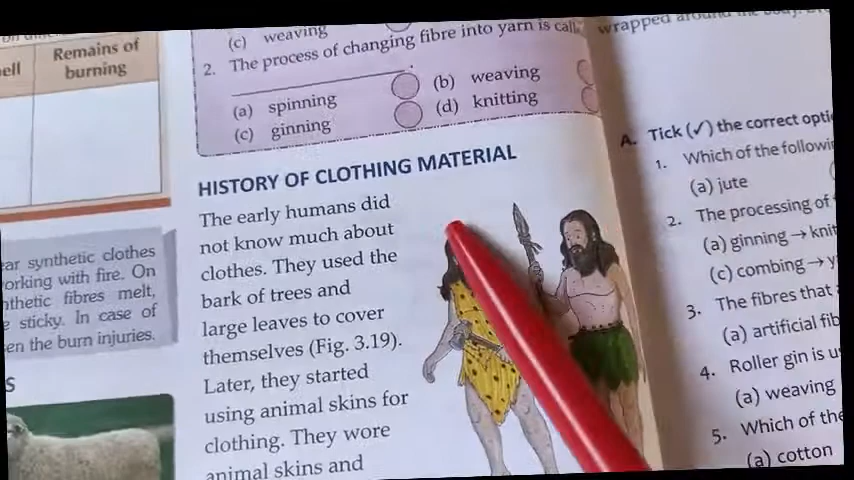 Remains of
burning
ell
ear synthetic clothes
orking with fire. On
thetic fibres melt,
e sticky. In case of
en the burn injuries.
S
(c) weaving
2. The process of changing fibre into yarn is call
(a) spinning
(b) weaving
(c) ginning
(d) knitting
HISTORY OF CLOTHING MATERIAL
The early humans did
not know much about
clothes. They used the
bark of trees and
large leaves to cover
themselves (Fig. 3.19).
Later, they started
using animal skins for
clothing. They wore
animal skins and
wrapped around the body.
A. Tick (✓) the correct opti
1. Which of the followi
(a) jute
2. The processing of
(a) ginning → knit
(c) combing → y
3. The fibres that
(a) artificial fib
4. Roller gin is u
(a) weaving
5. Which of the
(a) cotton